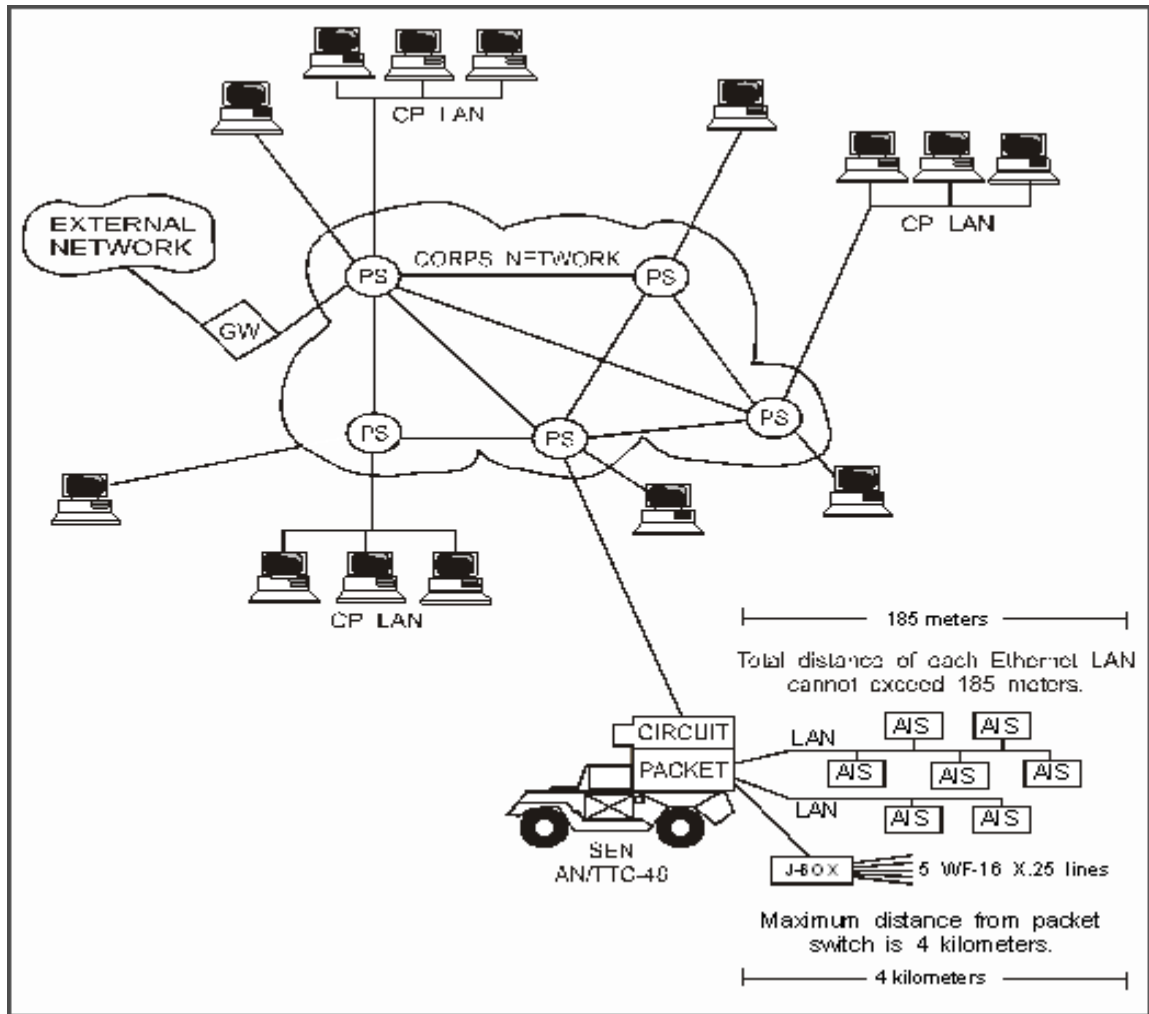 CP LAN
CP LAN
EXTERNAL
NETWORK
CORPS NETWORK
PS
PS
GW
PS
PS
PS
CP LAN
185 meters
Total distance of each Ethernet LAN
cannot exceed 185 meters.
CIRCUIT
PACKET
LAN
AIS
AIS
AIS
AIS
AIS
LAN
AIS
AIS
SEN
AN/TTC-48
J-BOX
5 WF-16 X.25 lines
Maximum distance from packet
switch is 4 kilometers.
4 kilometers